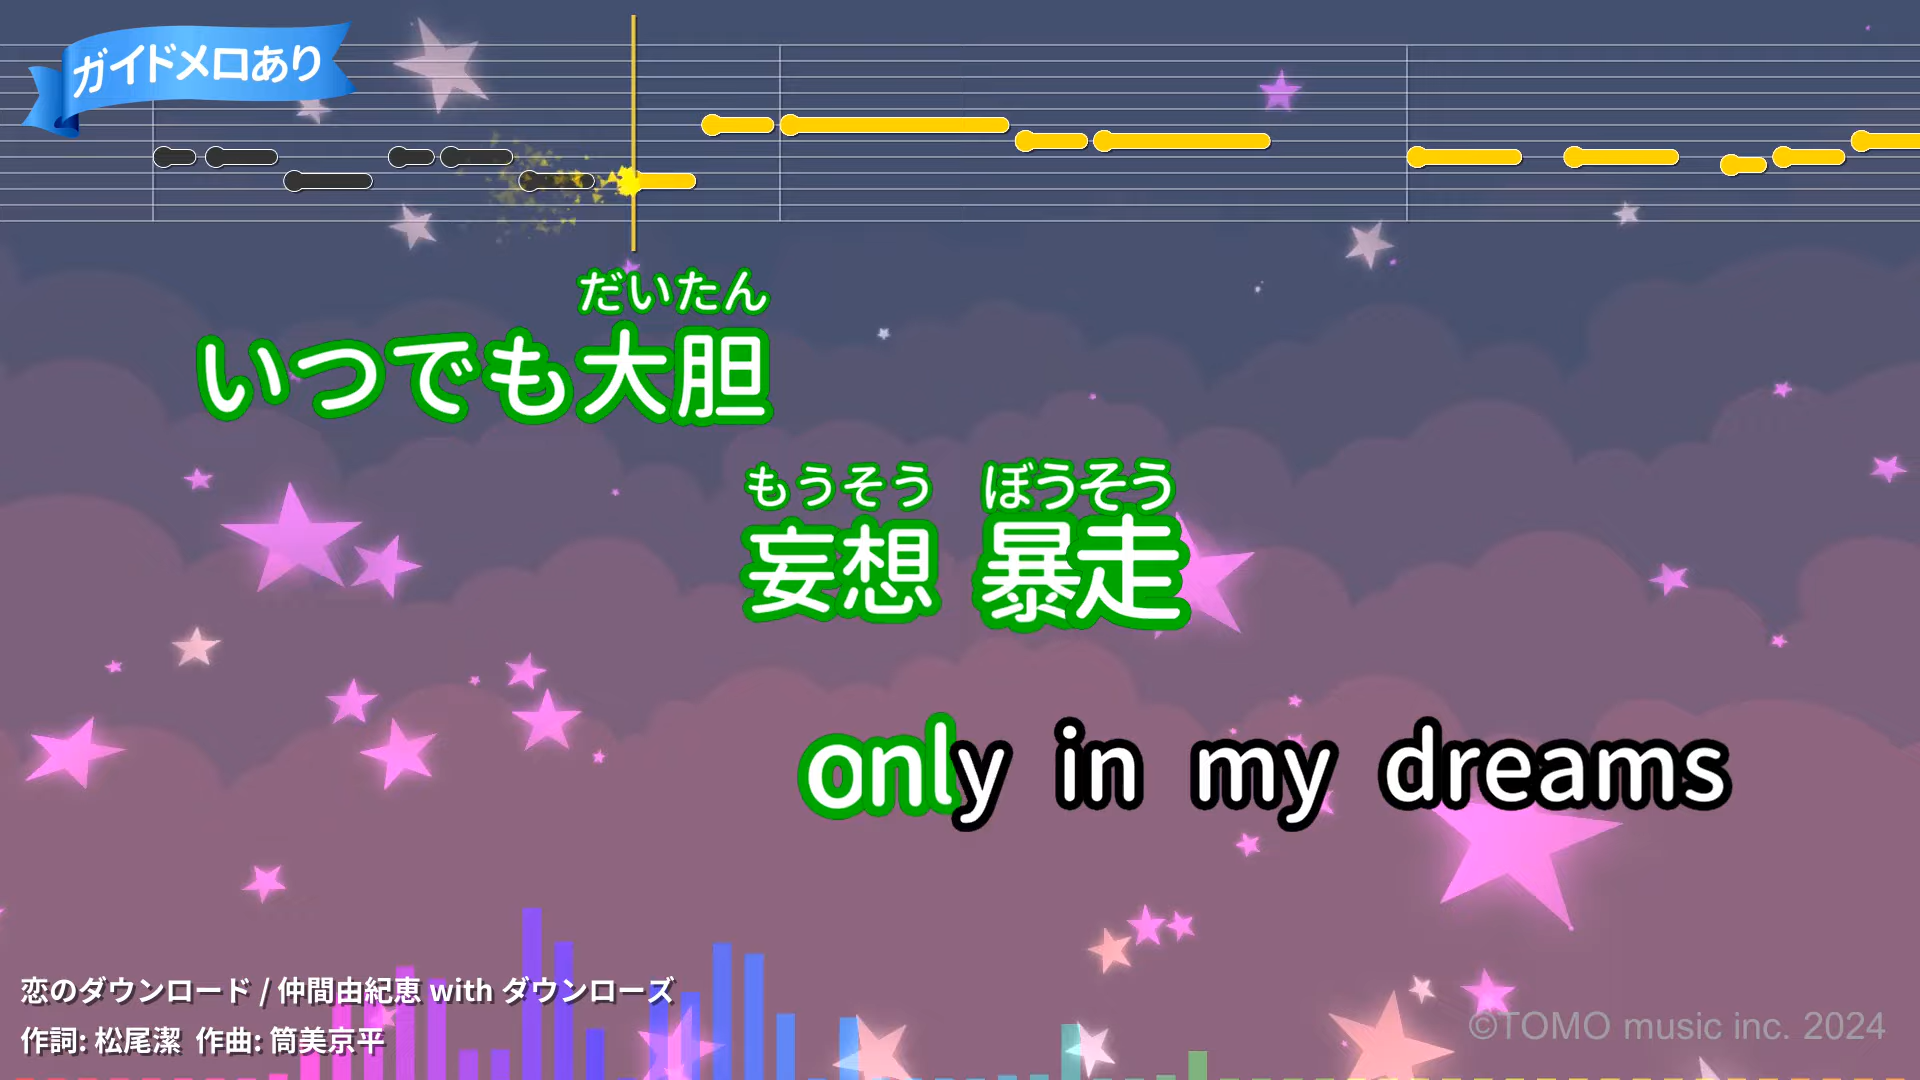 ガイドメロあり
だいたん
いつでも大胆
もうそう ぼうそう
妄想 暴走
only in my dreams
恋のダウンロード / 仲間由紀恵 with ダウンローズ
作詞: 松尾潔 作曲: 筒美京平
©TOMO music inc. 2024